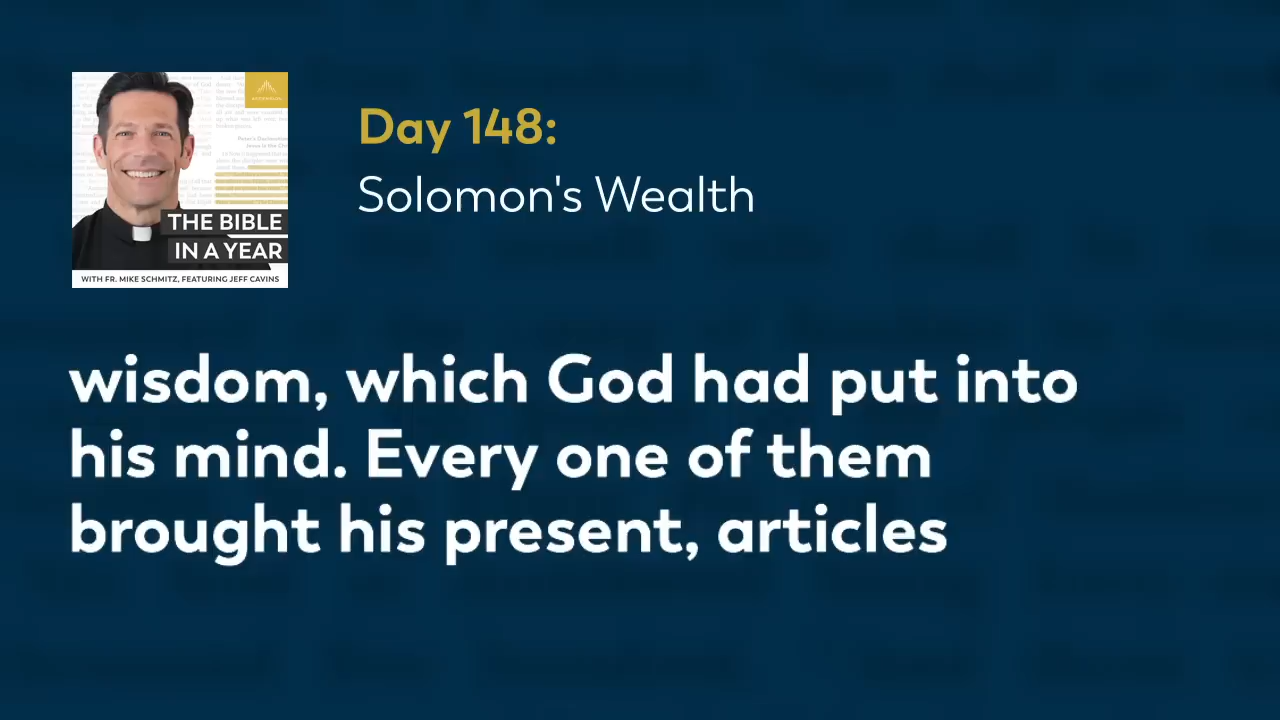 Day 148:
Solomon's Wealth
THE BIBLE
IN A YEAR
WITH FR. MIKE SCHMITZ, FEATURING JEFF CAVINS
wisdom, which God had put into
his mind. Every one of them
brought his present, articles